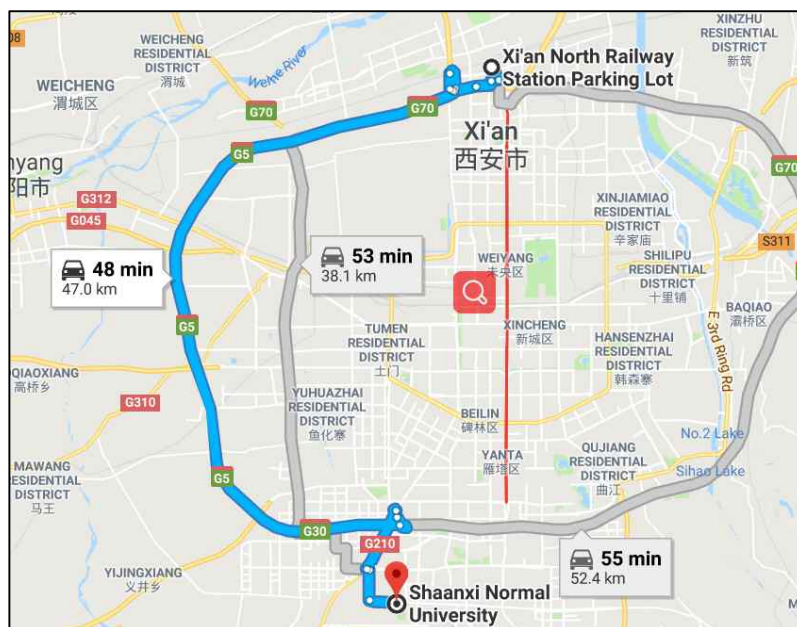 WEICHENG
RESIDENTIAL
DISTRICT
渭城
XINZHU
RESIDENTIAL
DISTRICT
新筑
Xi'an North Railway
Station Parking Lot
Weihe River
WEICHENG
渭城区
G70
G70
G5
Xi'an
西安市
nyang
阳市
G70
G312
G045
XINJIAMIAO
RESIDENTIAL
DISTRICT
辛家庙
S311
48 min
47.0 km
53 min
38.1 km
WEIYANG
未央区
SHILIPU
RESIDENTIAL
DISTRICT
十里铺
BAQIAO
灞桥区
E 3rd Ring Rd
G5
TUMEN
RESIDENTIAL
DISTRICT
土门
XINCHENG
新城区
HANSENZHAI
RESIDENTIAL
DISTRICT
韩森寨
QIAOXIANG
高桥乡
G310
YUHUAZHAI
RESIDENTIAL
DISTRICT
鱼化寨
BEILIN
碑林区
No.2 Lake
MAWANG
RESIDENTIAL
DISTRICT
马王
G5
YANTA
雁塔区
QUJIANG
RESIDENTIAL
DISTRICT
曲江
Sihao Lake
G30
G210
55 min
52.4 km
YIJINGXIANG
义井乡
Shaanxi Normal
University